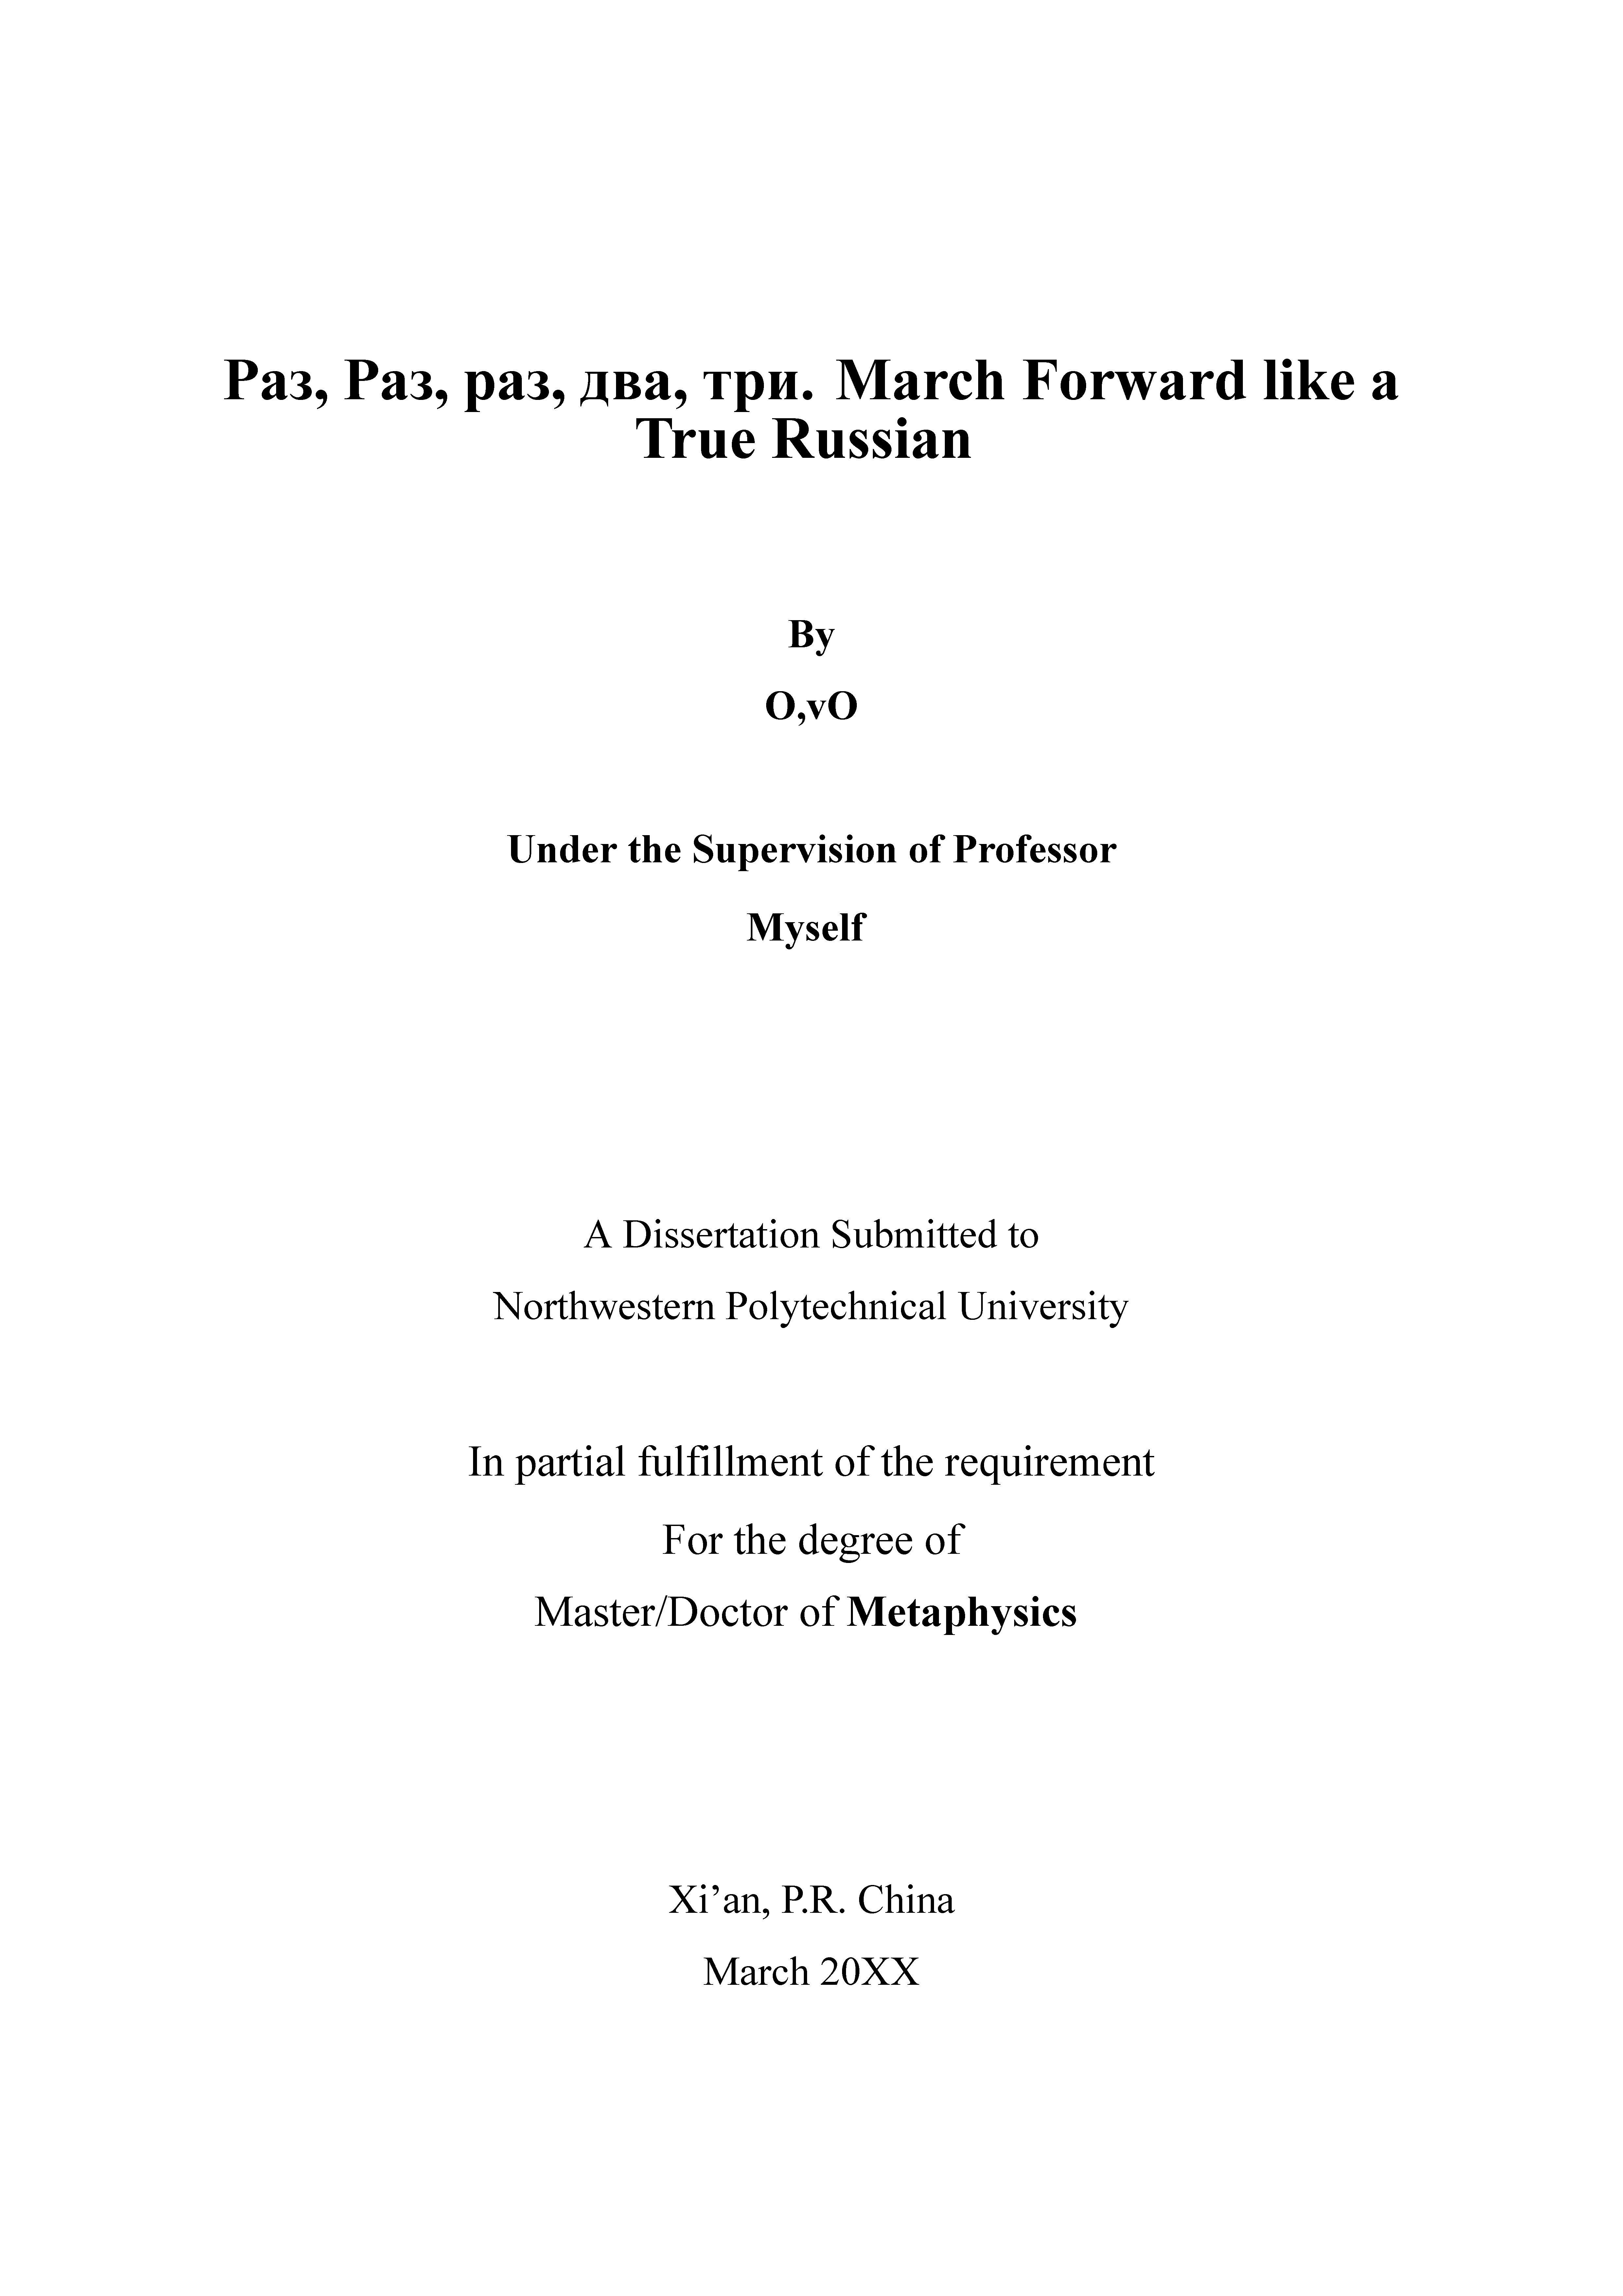 Раз, Раз, раз, два, три. March Forward like a
True Russian
By
O,vO
Under the Supervision of Professor
Myself
A Dissertation Submitted to
Northwestern Polytechnical University
In partial fulfillment of the requirement
For the degree of
Master/Doctor of Metaphysics
Xi’an, P.R. China
March 20XX